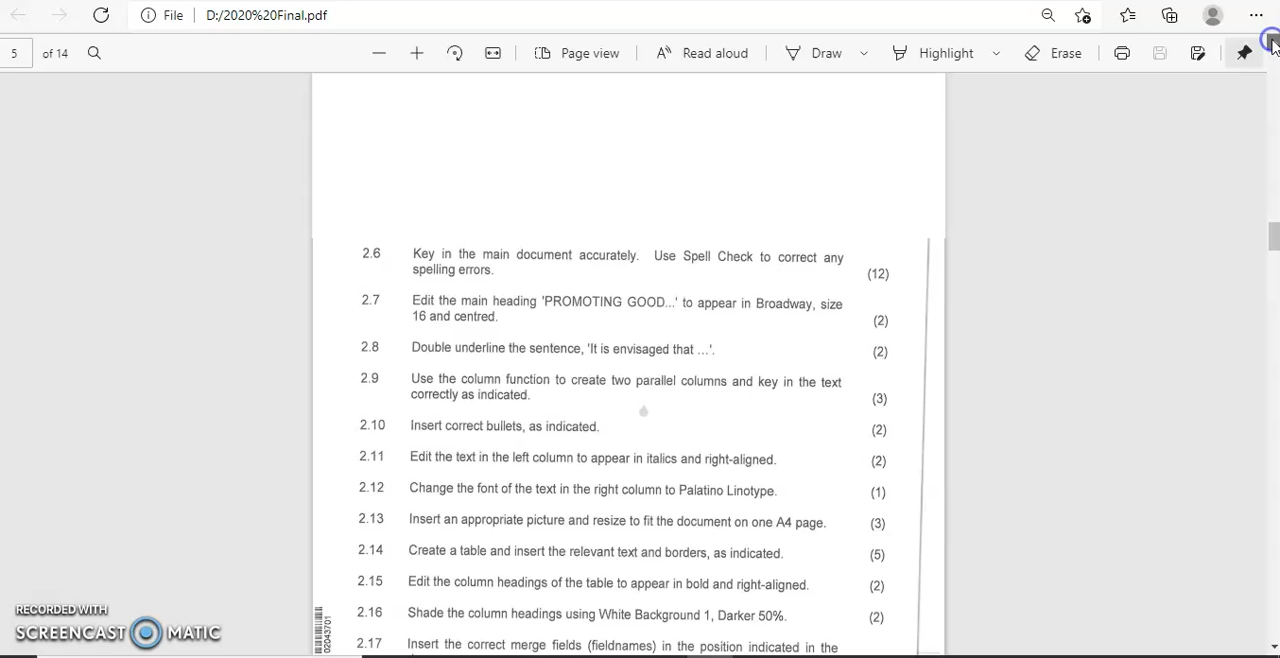 File D:/2020%20Final.pdf
5 of 14 Page view Read aloud Draw Highlight Erase
2.6 Key in the main document accurately. Use Spell Check to correct any
spelling errors. (12)
2.7 Edit the main heading 'PROMOTING GOOD...' to appear in Broadway, size
16 and centred. (2)
2.8 Double underline the sentence, 'It is envisaged that ...'. (2)
2.9 Use the column function to create two parallel columns and key in the text
correctly as indicated. (3)
2.10 Insert correct bullets, as indicated. (2)
2.11 Edit the text in the left column to appear in italics and right-aligned. (2)
2.12 Change the font of the text in the right column to Palatino Linotype. (1)
2.13 Insert an appropriate picture and resize to fit the document on one A4 page. (3)
2.14 Create a table and insert the relevant text and borders, as indicated. (5)
2.15 Edit the column headings of the table to appear in bold and right-aligned. (2)
2.16 Shade the column headings using White Background 1, Darker 50%. (2)
2.17 Insert the correct merge fields (fieldnames) in the position indicated in the
02043701
RECORDED WITH
SCREENCAST MATIC